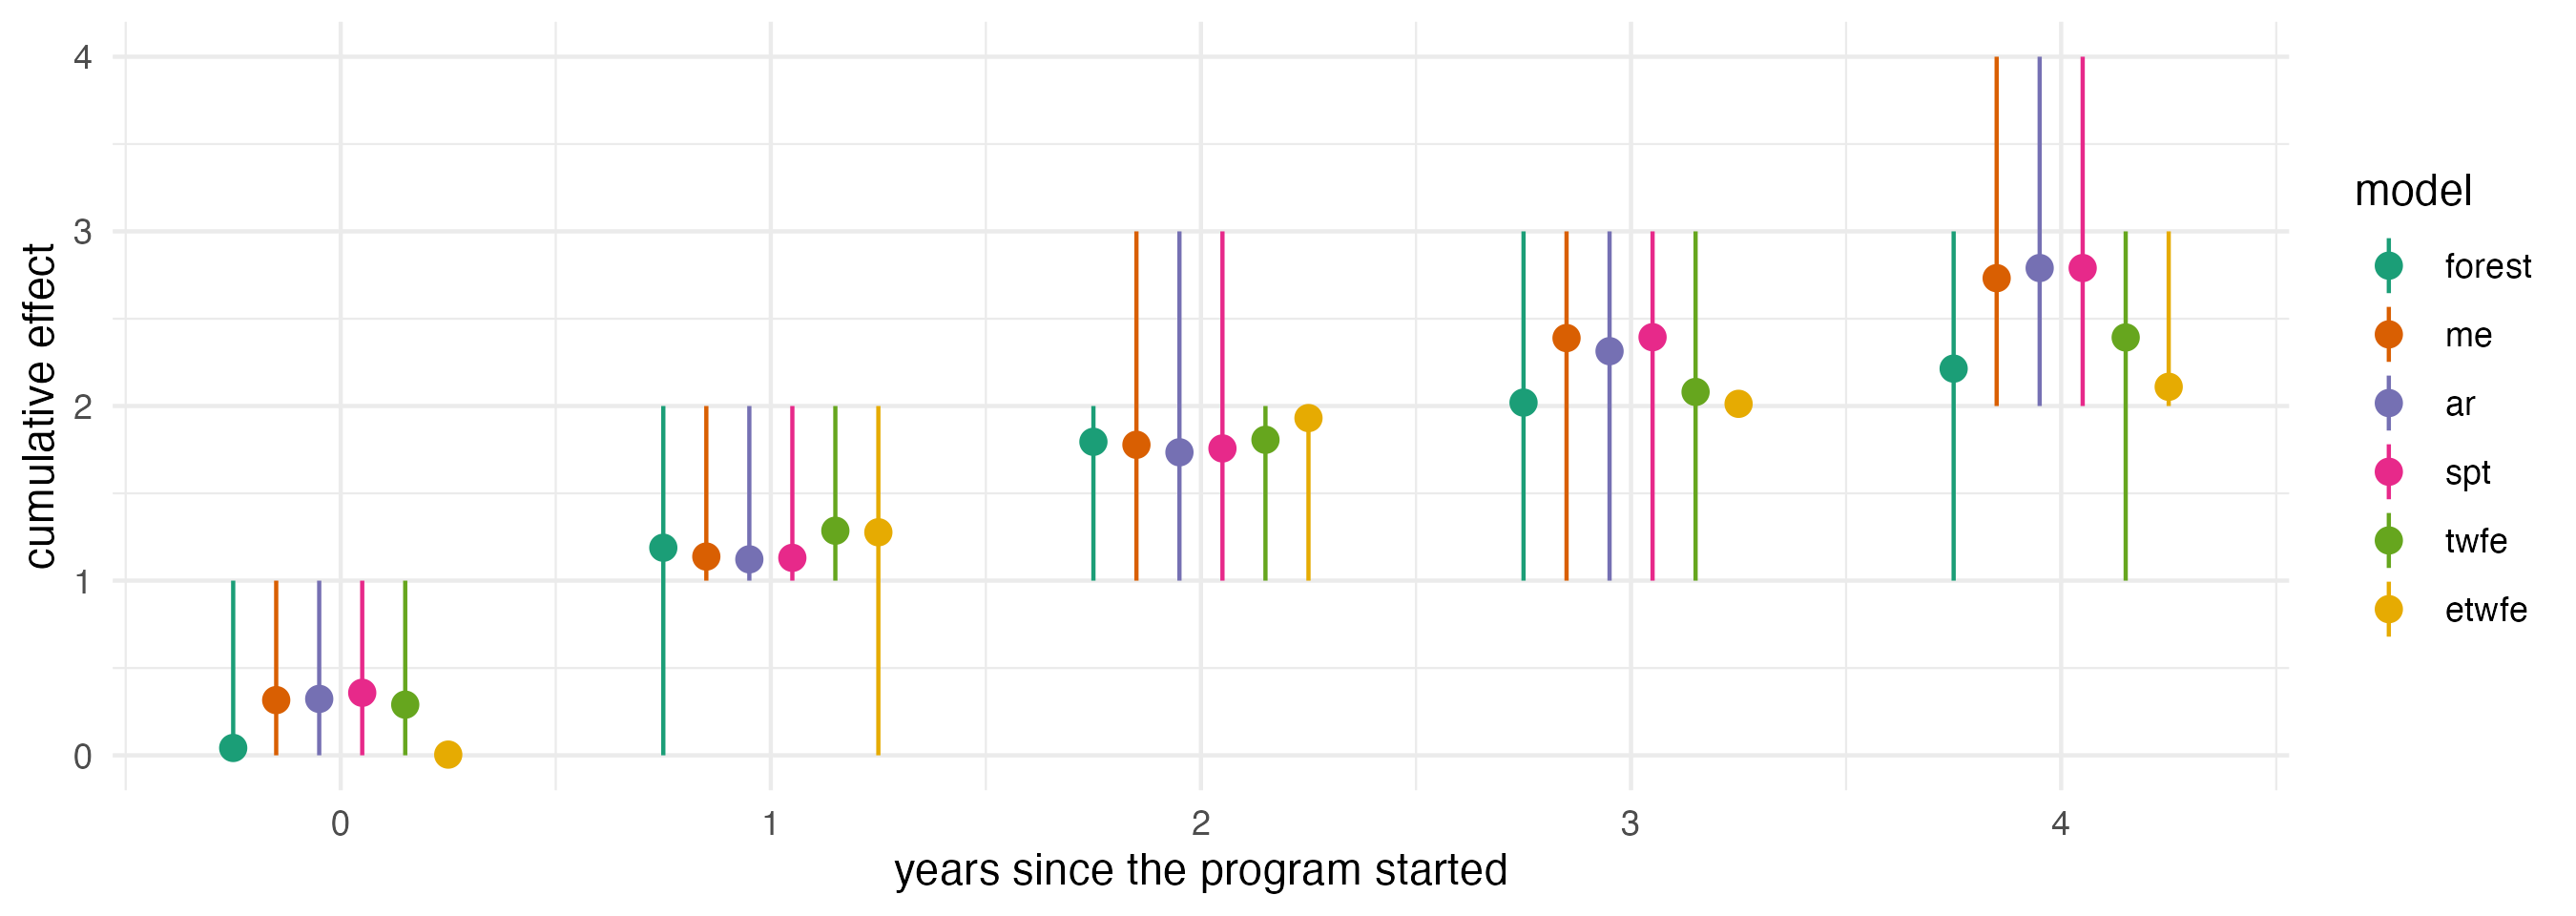 4
3
2
1
0
cumulative effect
0 1 2 3 4
years since the program started
model
forest
me
ar
spt
twfe
etwfe